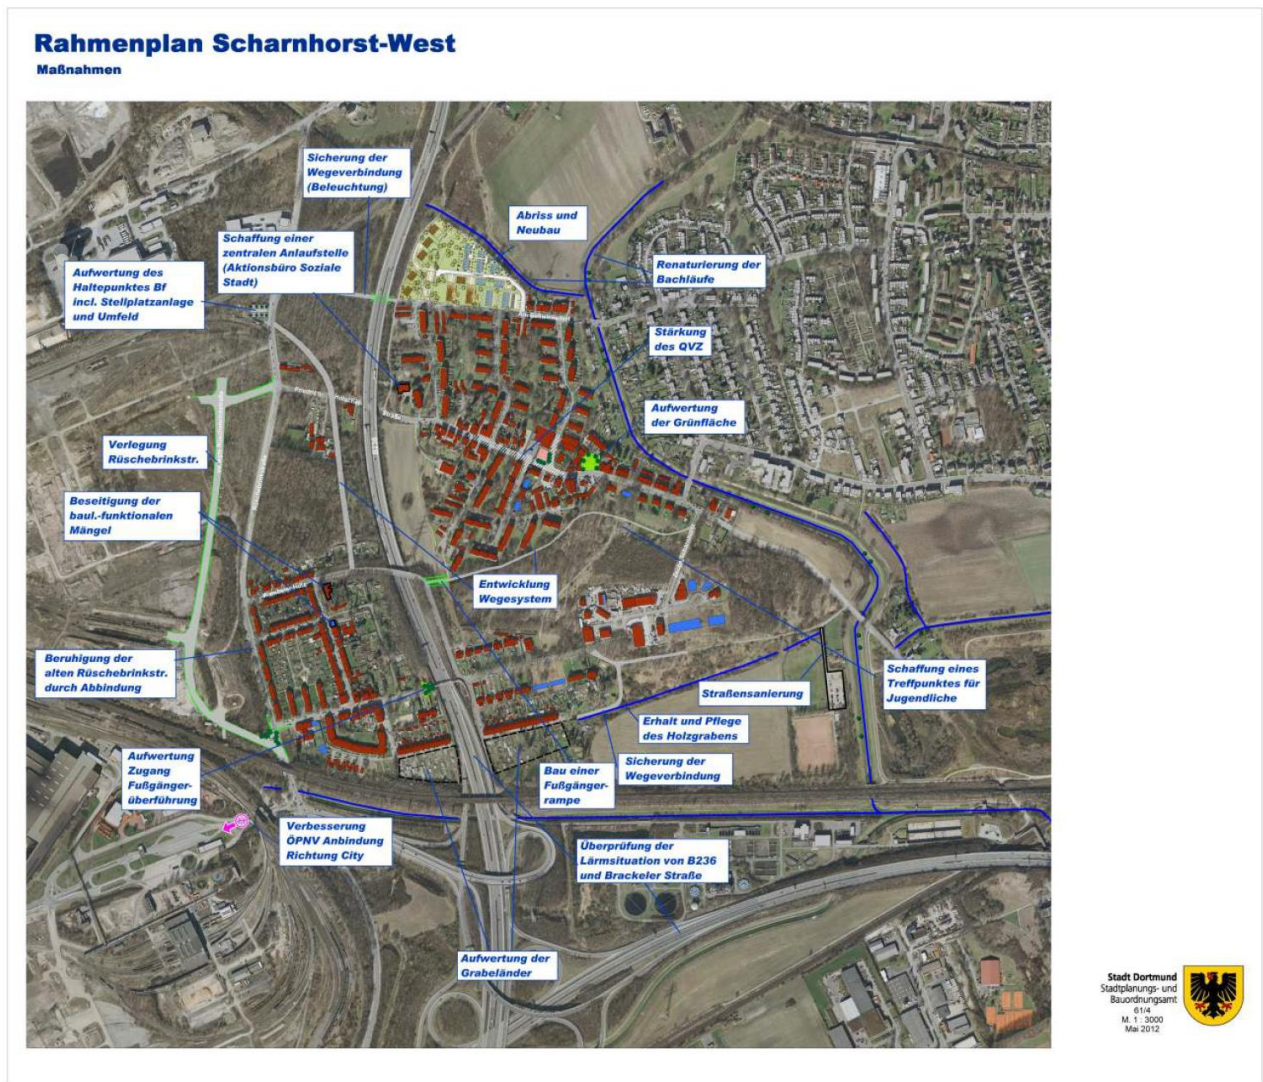 Rahmenplan Scharnhorst-West
Maßnahmen
Sicherung der
Wegeverbindung
(Beleuchtung)
Abriss und
Neubau
Schaffung einer
zentralen Anlaufstelle
(Aktionsbüro Soziale
Stadt)
Aufwertung des
Haltepunktes Bf
incl. Stellplatzanlage
und Umfeld
Renaturierung der
Bachläufe
Stärkung
des QVZ
Aufwertung
der Grünfläche
Verlegung
Rüschebrinkstr.
Beseitigung der
baul.-funktionalen
Mängel
Entwicklung
Wegesystem
Beruhigung der
alten Rüschebrinkstr.
durch Abbindung
Schaffung eines
Treffpunktes für
Jugendliche
Straßensanierung
Erhalt und Pflege
des Holzgrabens
Aufwertung
Zugang
Fußgänger-
überführung
Sicherung der
Wegeverbindung
Bau einer
Fußgänger-
rampe
Verbesserung
ÖPNV Anbindung
Richtung City
Überprüfung der
Lärmsituation von B236
und Brackeler Straße
Aufwertung der
Grabeländer
Stadt Dortmund
Stadtplanungs- und
Bauordnungsamt
61/4
M. 1 : 3000
Mai 2012